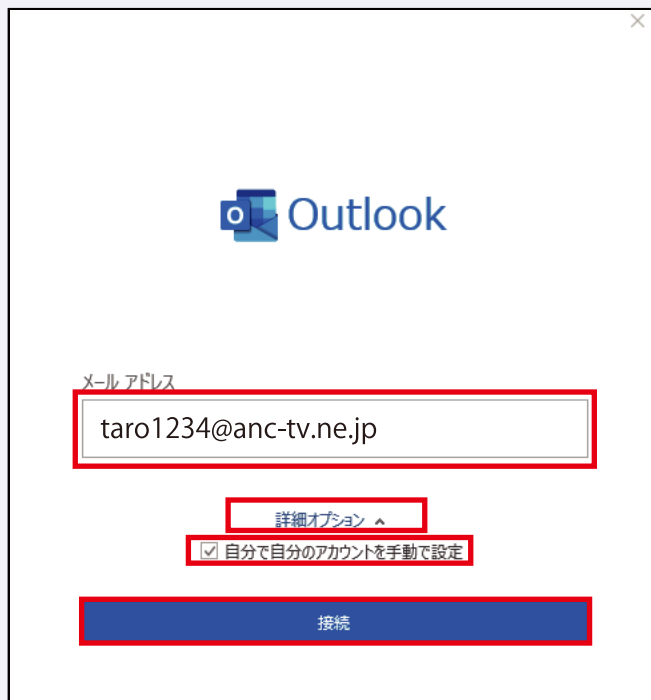 Outlook
メール アドレス
taro1234@anc-tv.ne.jp
詳細オプション
自分で自分のアカウントを手動で設定
接続